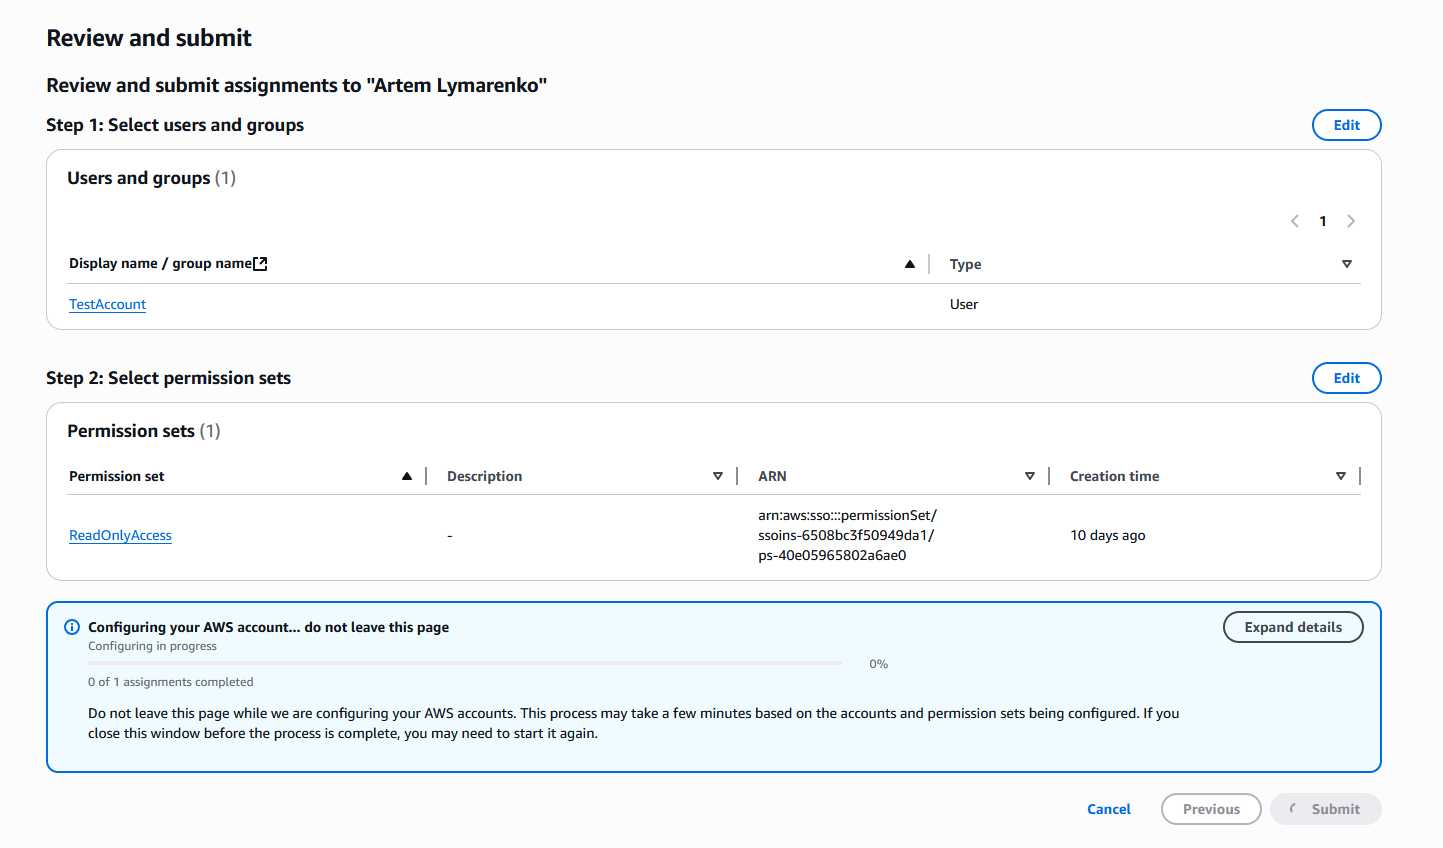 Review and submit
Review and submit assignments to "Artem Lymarenko"
Step 1: Select users and groups
Edit
Users and groups (1)
1
Display name / group name
Type
TestAccount
User
Step 2: Select permission sets
Edit
Permission sets (1)
Permission set
Description
ARN
Creation time
ReadOnlyAccess
-
arn:aws:sso:::permissionSet/
ssoins-6508bc3f50949da1/
ps-40e05965802a6ae0
10 days ago
Configuring your AWS account... do not leave this page
Expand details
Configuring in progress
0%
0 of 1 assignments completed
Do not leave this page while we are configuring your AWS accounts. This process may take a few minutes based on the accounts and permission sets being configured. If you
close this window before the process is complete, you may need to start it again.
Cancel
Previous
Submit